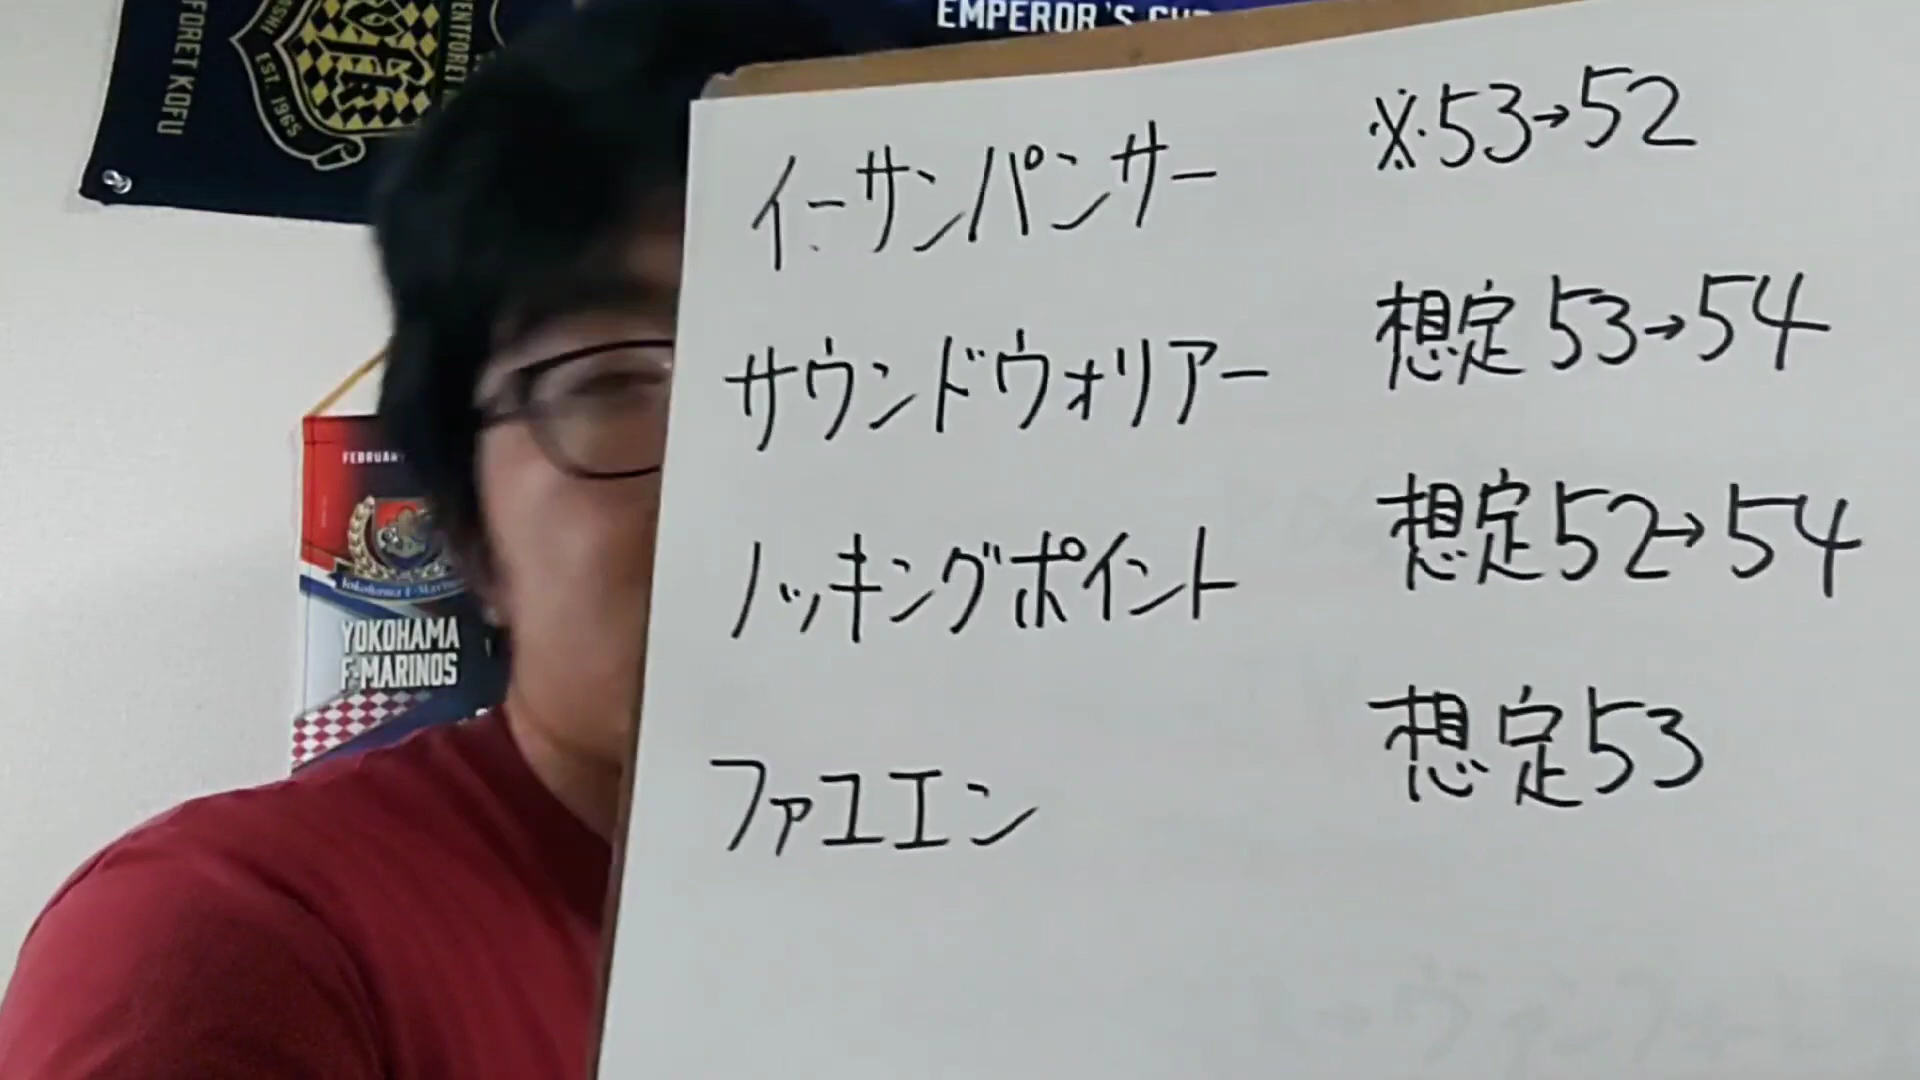 EMPEROR'S
FORET KOFU
EST. 1965
VENTFORET
イーサンパンサー ※53→52
サウンドウォリアー 想定53→54
ノッキングポイント 想定52→54
ファユエン 想定53
YOKOHAMA
F·MARINOS